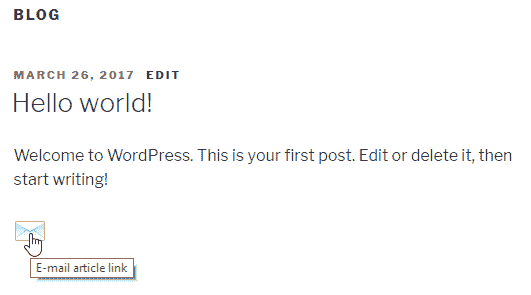 BLOG
MARCH 26, 2017 EDIT
Hello world!
Welcome to WordPress. This is your first post. Edit or delete it, then
start writing!
E-mail article link